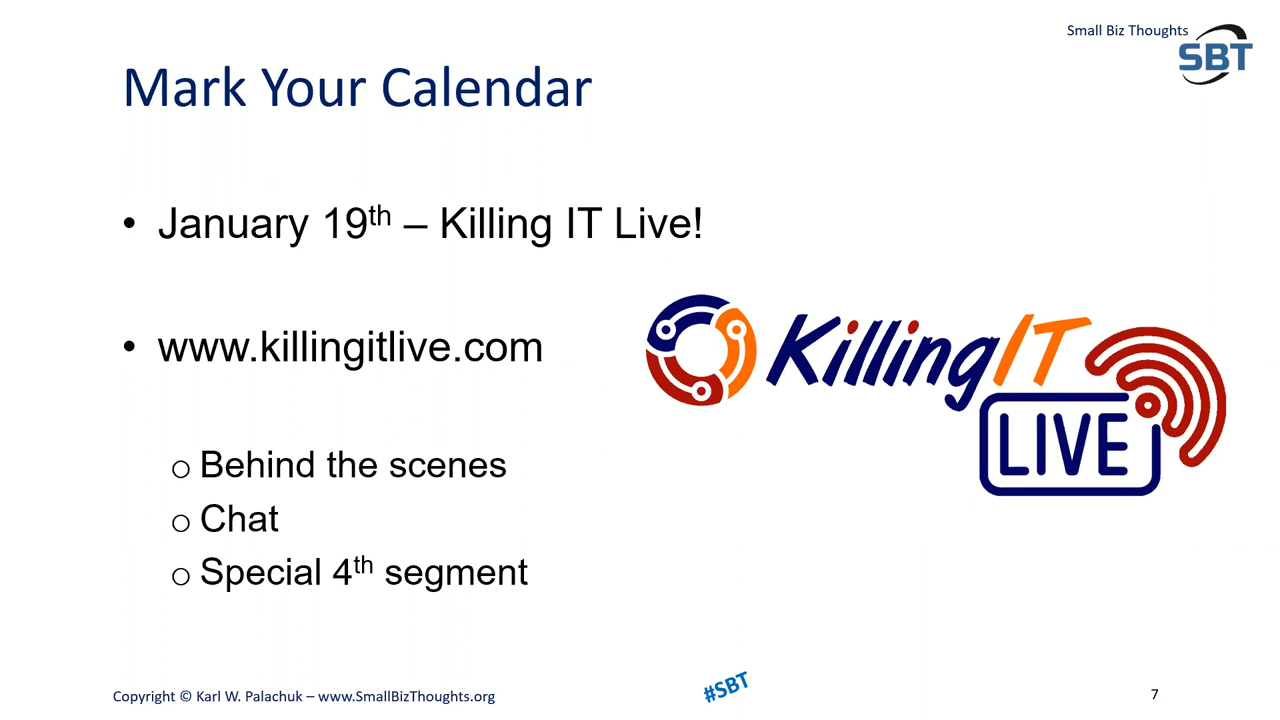 Small Biz Thoughts
SBT
Mark Your Calendar
• January 19th – Killing IT Live!
• www.killingitlive.com
KillingIT
LIVE
o Behind the scenes
o Chat
o Special 4th segment
Copyright © Karl W. Palachuk – www.SmallBizThoughts.org
#SBT
7